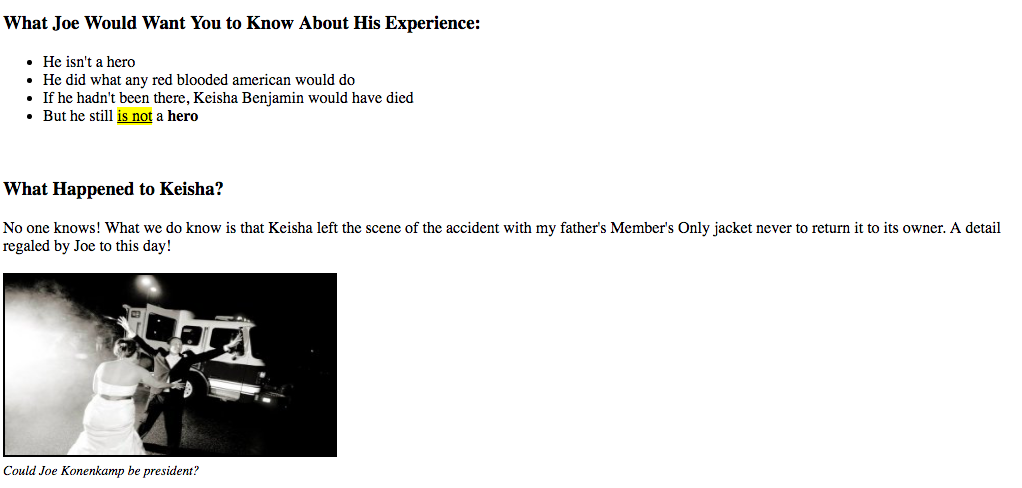 What Joe Would Want You to Know About His Experience:
He isn't a hero
He did what any red blooded american would do
If he hadn't been there, Keisha Benjamin would have died
But he still is not a hero
What Happened to Keisha?
No one knows! What we do know is that Keisha left the scene of the accident with my father's Member's Only jacket never to return it to its owner. A detail
regaled by Joe to this day!
Could Joe Konenkamp be president?